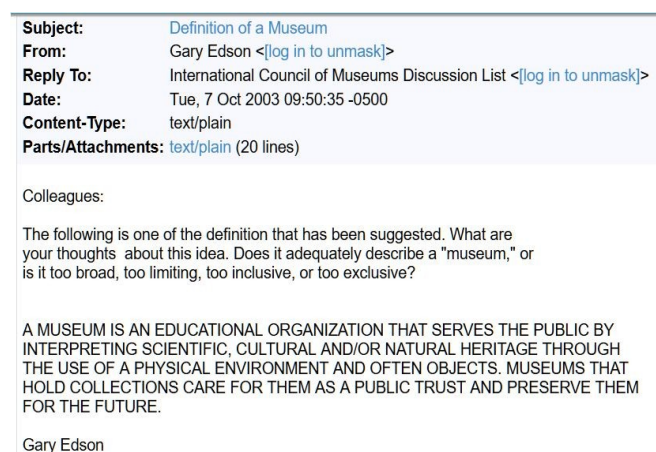 Subject: Definition of a Museum
From: Gary Edson <[log in to unmask]>
Reply To: International Council of Museums Discussion List <[log in to unmask]>
Date: Tue, 7 Oct 2003 09:50:35 -0500
Content-Type: text/plain
Parts/Attachments: text/plain (20 lines)
Colleagues:
The following is one of the definition that has been suggested. What are
your thoughts  about this idea. Does it adequately describe a "museum," or
is it too broad, too limiting, too inclusive, or too exclusive?
A MUSEUM IS AN EDUCATIONAL ORGANIZATION THAT SERVES THE PUBLIC BY
INTERPRETING SCIENTIFIC, CULTURAL AND/OR NATURAL HERITAGE THROUGH
THE USE OF A PHYSICAL ENVIRONMENT AND OFTEN OBJECTS. MUSEUMS THAT
HOLD COLLECTIONS CARE FOR THEM AS A PUBLIC TRUST AND PRESERVE THEM
FOR THE FUTURE.
Gary Edson